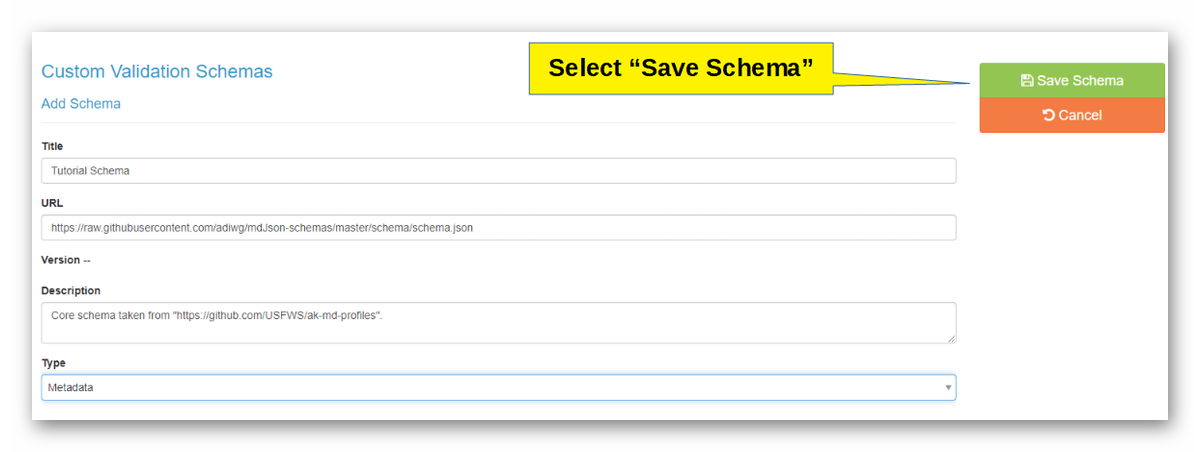 Custom Validation Schemas
Select “Save Schema”
Save Schema
Cancel
Add Schema
Title
Tutorial Schema
URL
https://raw.githubusercontent.com/adiwg/mdJson-schemas/master/schema/schema.json
Version --
Description
Core schema taken from "https://github.com/USFWS/ak-md-profiles".
Type
Metadata